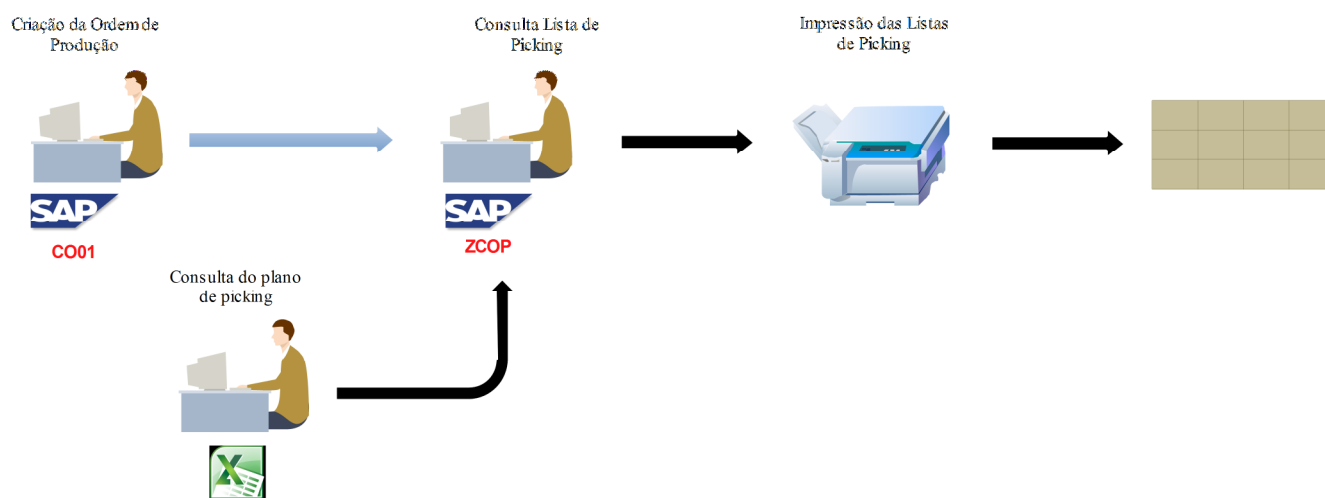 Criação da Ordem de
Produção
Consulta Lista de
Picking
Impressão das Listas
de Picking
SAP
CO01
SAP
ZCOP
Consulta do plano
de picking
X